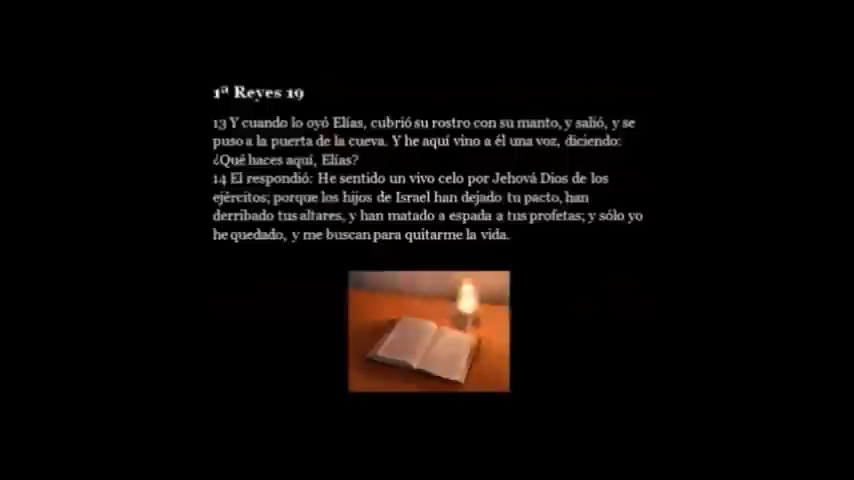 1ª Reyes 19
13 Y cuando lo oyó Elías, cubrió su rostro con su manto, y salió, y se
puso a la puerta de la cueva. Y he aquí vino a él una voz, diciendo:
¿Qué haces aquí, Elías?
14 El respondió: He sentido un vivo celo por Jehová Dios de los
ejércitos; porque los hijos de Israel han dejado tu pacto, han
derribado tus altares, y han matado a espada a tus profetas; y sólo yo
he quedado, y me buscan para quitarme la vida.